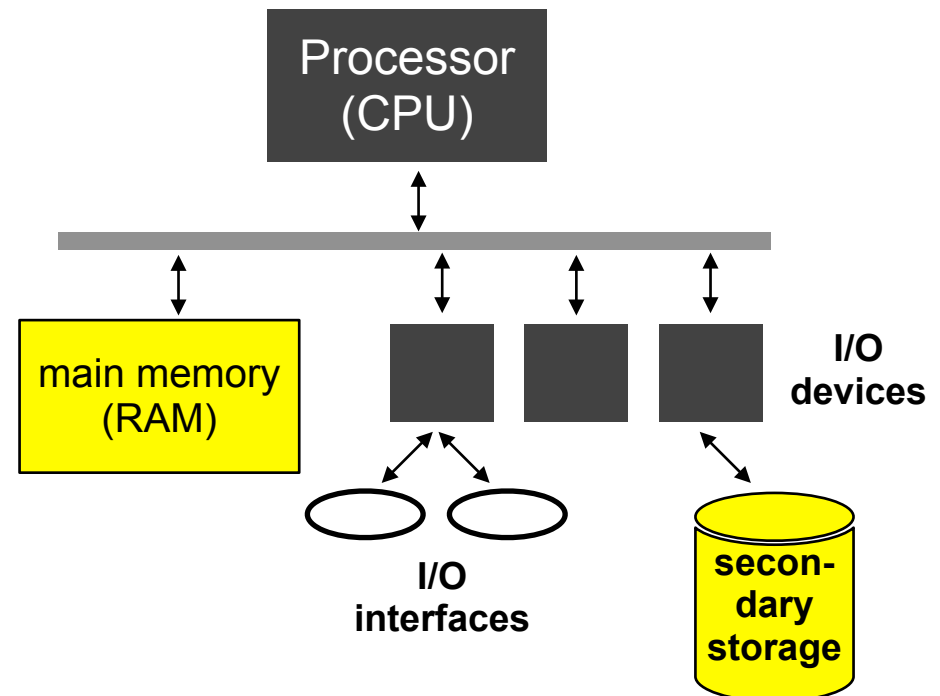 Processor
(CPU)
main memory
(RAM)
I/O
devices
I/O
interfaces
secon-
dary
storage